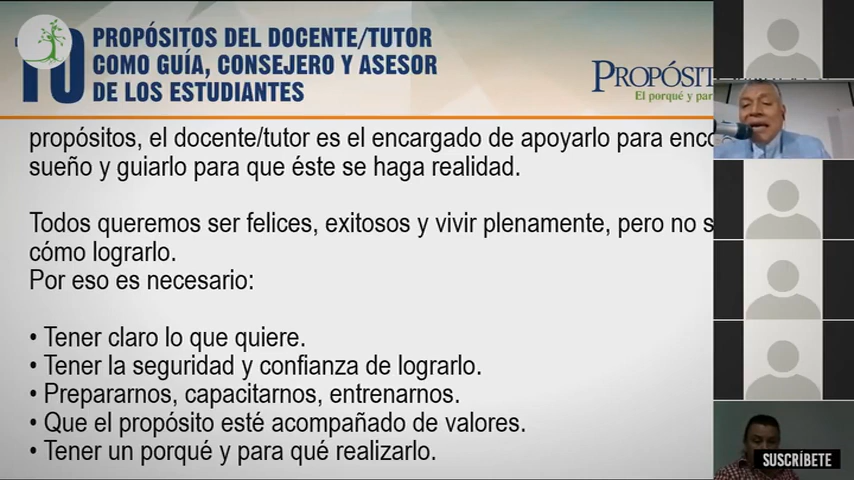 10 PROPÓSITOS DEL DOCENTE/TUTOR
COMO GUÍA, CONSEJERO Y ASESOR
DE LOS ESTUDIANTES
El porqué y
propósitos, el docente/tutor es el encargado de apoyarlo para
sueño y guiarlo para que éste se haga realidad.
Todos queremos ser felices, exitosos y vivir plenamente, pero no
cómo lograrlo.
Por eso es necesario:
• Tener claro lo que quiere.
• Tener la seguridad y confianza de lograrlo.
• Prepararnos, capacitarnos, entrenarnos.
• Que el propósito esté acompañado de valores.
• Tener un porqué y para qué realizarlo.
SUSCRÍBETE